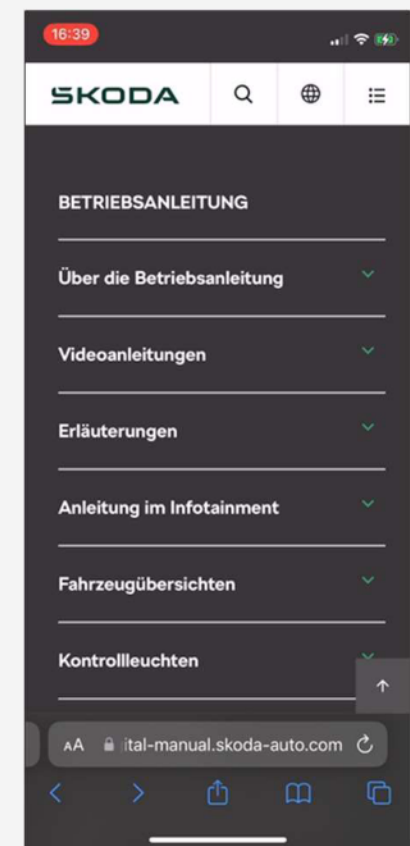 16:39
SKODA
BETRIEBSANLEITUNG
Über die Betriebsanleitung
Videoanleitungen
Erläuterungen
Anleitung im Infotainment
Fahrzeugübersichten
Kontrollleuchten
AA ital-manual.skoda-auto.com